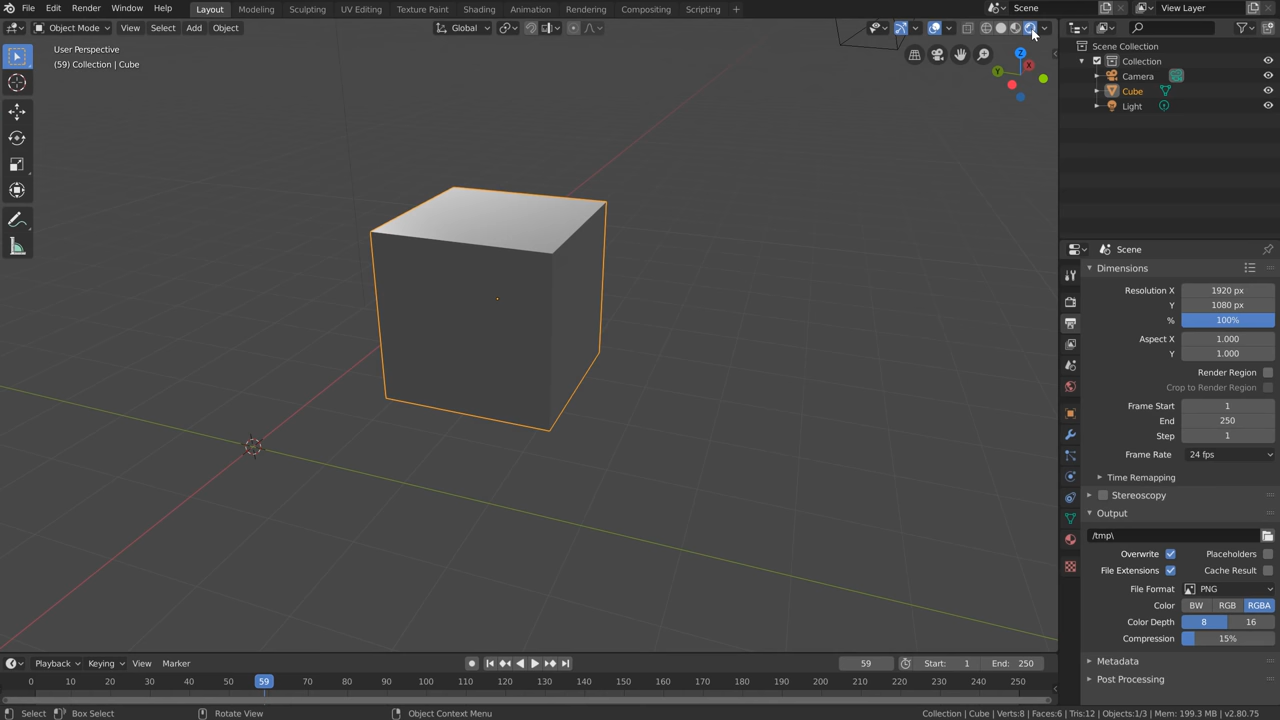 File Edit Render Window Help Layout Modeling Sculpting UV Editing Texture Paint Shading Animation Rendering Compositing Scripting Scene View Layer
Object Mode View Select Add Object Global
User Perspective
(59) Collection | Cube
Z
Y
X
Scene Collection
Collection
Camera
Cube
Light
Scene
Dimensions
Resolution X 1920 px
Y 1080 px
% 100%
Aspect X 1.000
Y 1.000
Render Region
Crop to Render Region
Frame Start 1
End 250
Step 1
Frame Rate 24 fps
Time Remapping
Stereoscopy
Output
/tmp\
Overwrite Placeholders
File Extensions Cache Result
File Format PNG
Color BW RGB RGBA
Color Depth 8 16
Compression 15%
Metadata
Post Processing
Playback Keying View Marker 59 Start: 1 End: 250
0 10 20 30 40 50 59 70 80 90 100 110 120 130 140 150 160 170 180 190 200 210 220 230 240 250
Select Box Select Rotate View Object Context Menu Collection | Cube | Verts:8 | Faces:6 | Tris:12 | Objects:1/3 | Mem: 199.3 MB | v2.80.75